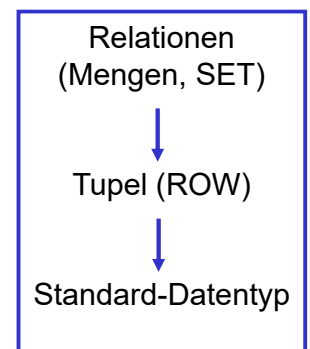 Relationen
(Mengen, SET)
Tupel (ROW)
Standard-Datentyp